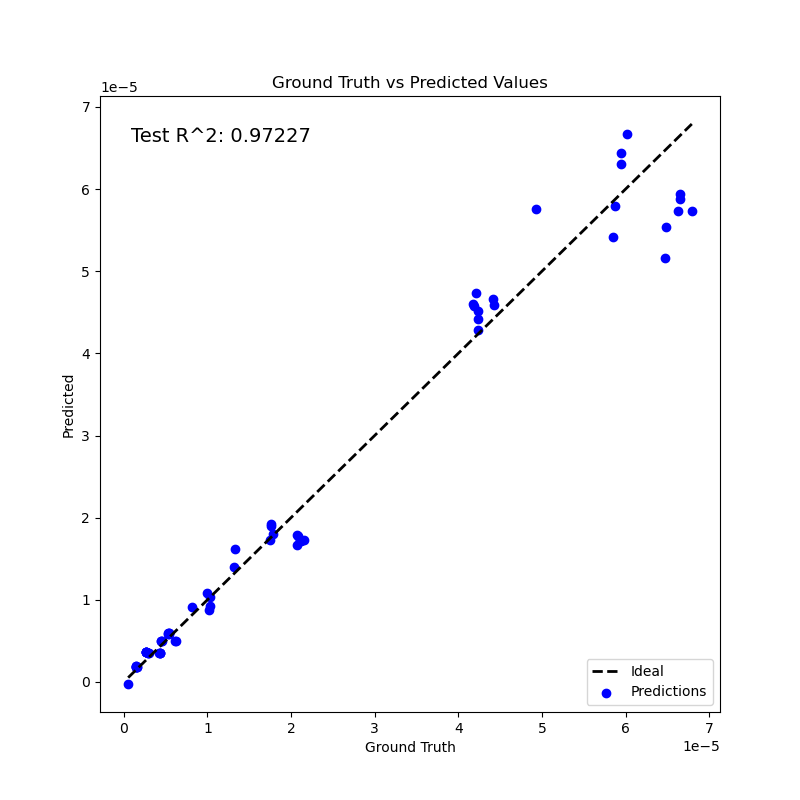 Ground Truth vs Predicted Values
1e−5
Test R^2: 0.97227
7
6
5
4
3
2
1
0
Predicted
Ideal
Predictions
0 1 2 3 4 5 6 7
Ground Truth
1e−5